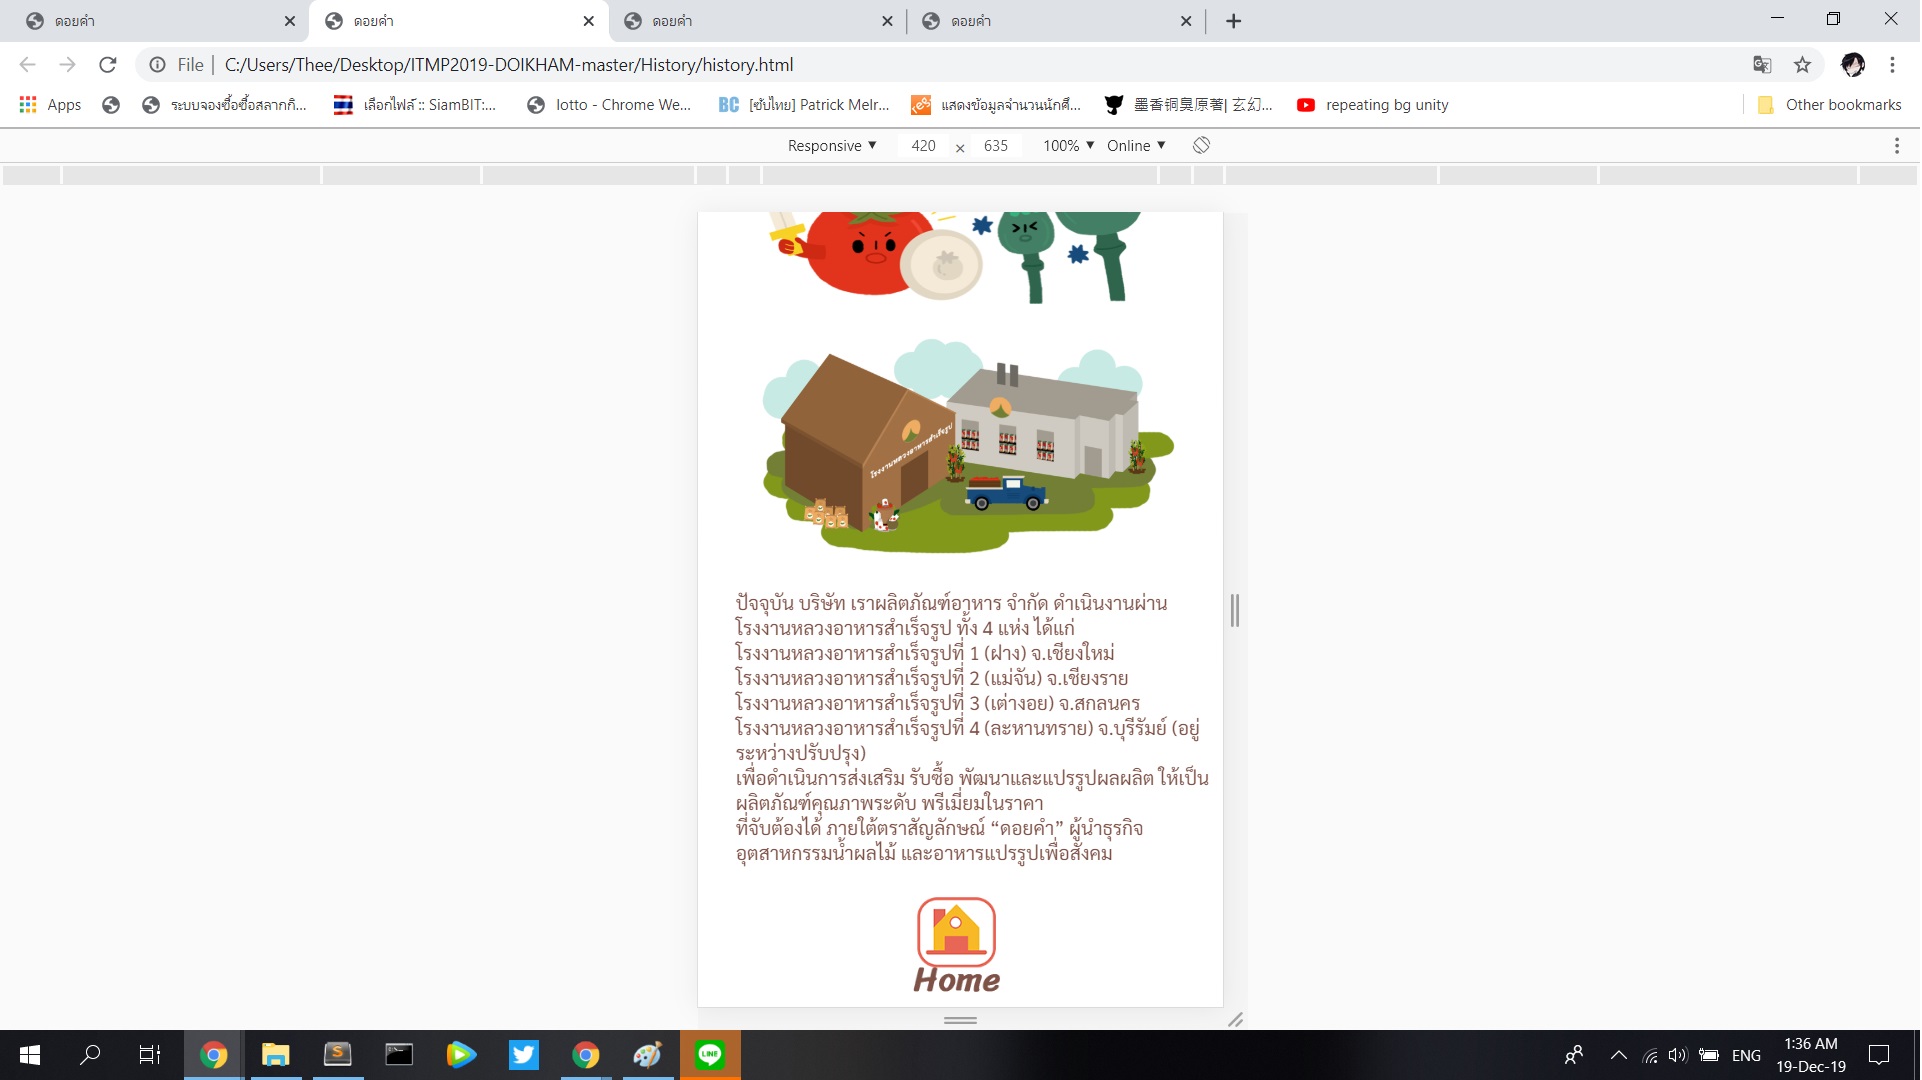 ดอยคำ
ดอยคำ
ดอยคำ
ดอยคำ
File
C:/Users/Thee/Desktop/ITMP2019-DOIKHAM-master/History/history.html
Apps
ระบบจองซื้อซื้อสลากกิ...
เลือกไฟล์ :: SiamBIT:...
lotto - Chrome We...
BC
[ซับไทย] Patrick Melr...
reg
แสดงข้อมูลจำนวนนักศึ...
墨香铜臭原著| 玄幻...
repeating bg unity
Other bookmarks
Responsive
420
×
635
100%
Online
โรงงานหลวงอาหารสำเร็จรูป
ปัจจุบัน บริษัท เราผลิตภัณฑ์อาหาร จำกัด ดำเนินงานผ่าน
โรงงานหลวงอาหารสำเร็จรูป ทั้ง 4 แห่ง ได้แก่
โรงงานหลวงอาหารสำเร็จรูปที่ 1 (ฝาง) จ.เชียงใหม่
โรงงานหลวงอาหารสำเร็จรูปที่ 2 (แม่จัน) จ.เชียงราย
โรงงานหลวงอาหารสำเร็จรูปที่ 3 (เต่างอย) จ.สกลนคร
โรงงานหลวงอาหารสำเร็จรูปที่ 4 (ละหานทราย) จ.บุรีรัมย์ (อยู่
ระหว่างปรับปรุง)
เพื่อดำเนินการส่งเสริม รับซื้อ พัฒนาและแปรรูปผลผลิต ให้เป็น
ผลิตภัณฑ์คุณภาพระดับ พรีเมี่ยมในราคา
ที่จับต้องได้ ภายใต้ตราสัญลักษณ์ “ดอยคำ” ผู้นำธุรกิจ
อุตสาหกรรมน้ำผลไม้ และอาหารแปรรูปเพื่อสังคม
Home
LINE
ENG
1:36 AM
19-Dec-19